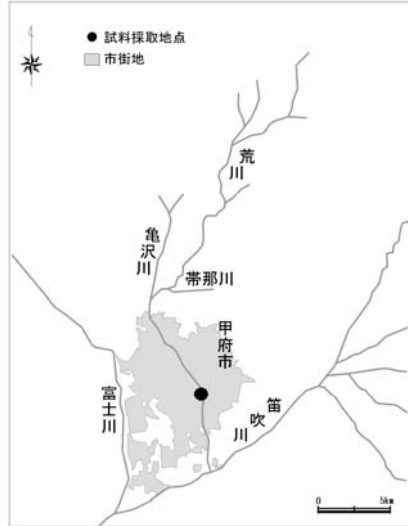 ● 試料採取地点
市街地
荒川
亀沢川
帯那川
甲府市
富士川
笛吹川
0 5km